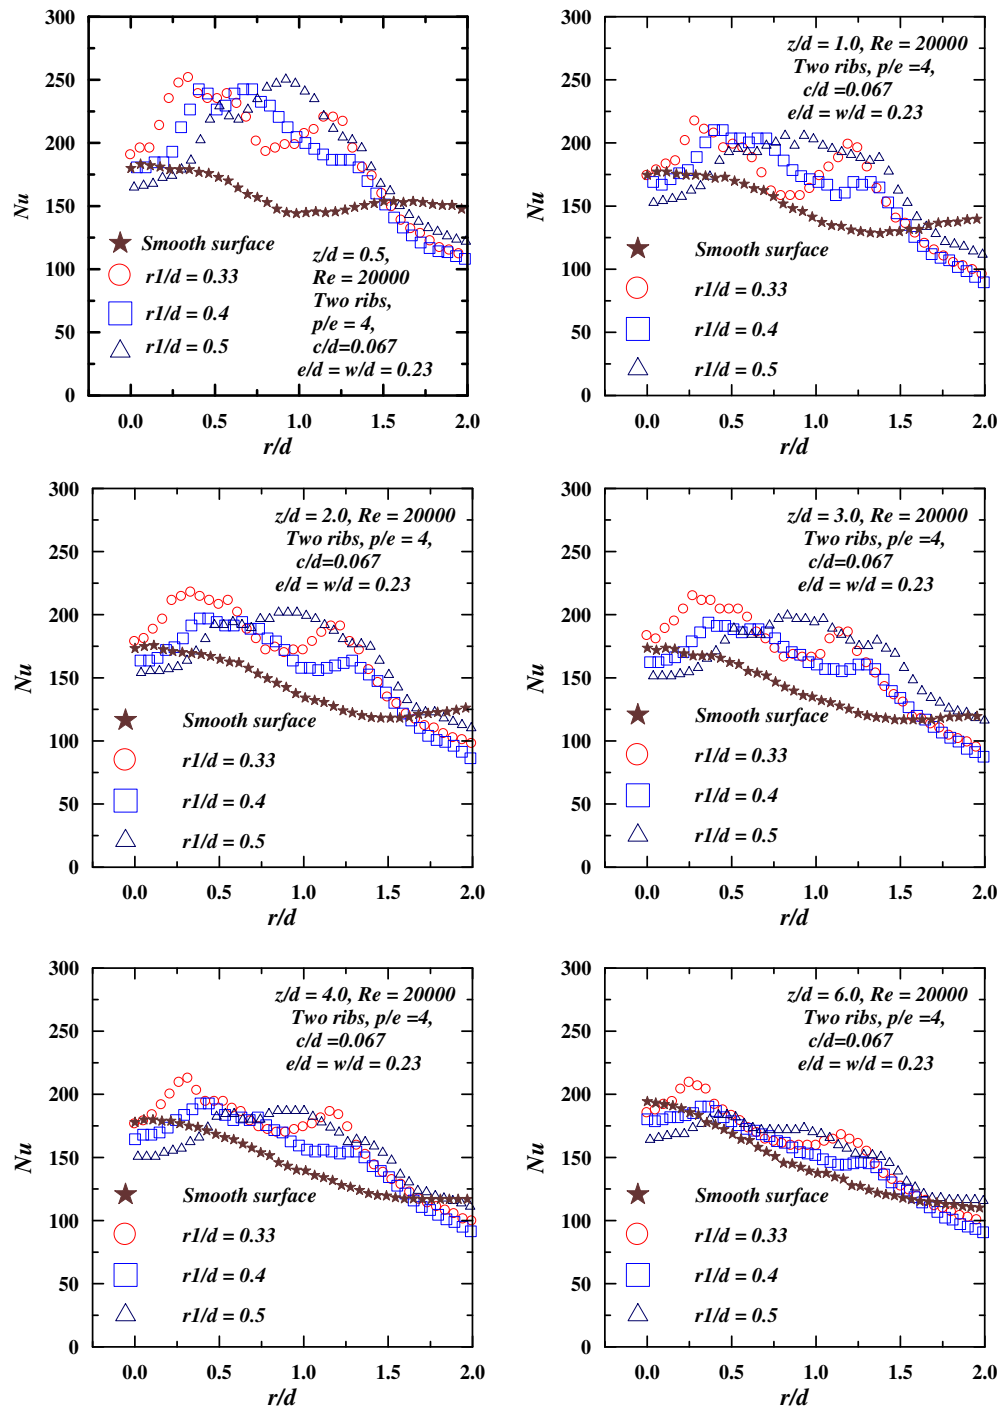 300
250
200
150
100
50
0
Nu
Smooth surface
r1/d = 0.33
r1/d = 0.4
r1/d = 0.5
z/d = 0.5,
Re = 20000
Two ribs,
p/e = 4,
c/d=0.067
e/d = w/d = 0.23
0.0 0.5 1.0 1.5 2.0
r/d
300
250
200
150
100
50
0
Nu
z/d = 1.0, Re = 20000
Two ribs, p/e =4,
c/d =0.067
e/d = w/d = 0.23
Smooth surface
r1/d = 0.33
r1/d = 0.4
r1/d = 0.5
0.0 0.5 1.0 1.5 2.0
r/d
300
250
200
150
100
50
0
Nu
z/d = 2.0, Re = 20000
Two ribs, p/e = 4,
c/d=0.067
e/d = w/d = 0.23
Smooth surface
r1/d = 0.33
r1/d = 0.4
r1/d = 0.5
0.0 0.5 1.0 1.5 2.0
r/d
300
250
200
150
100
50
0
Nu
z/d = 3.0, Re = 20000
Two ribs, p/e =4,
c/d=0.067
e/d = w/d = 0.23
Smooth surface
r1/d = 0.33
r1/d = 0.4
r1/d = 0.5
0.0 0.5 1.0 1.5 2.0
r/d
300
250
200
150
100
50
0
Nu
z/d = 4.0, Re = 20000
Two ribs, p/e =4,
c/d =0.067
e/d = w/d = 0.23
Smooth surface
r1/d = 0.33
r1/d = 0.4
r1/d = 0.5
0.0 0.5 1.0 1.5 2.0
r/d
300
250
200
150
100
50
0
Nu
z/d = 6.0, Re = 20000
Two ribs, p/e =4,
c/d=0.067
e/d = w/d = 0.23
Smooth surface
r1/d = 0.33
r1/d = 0.4
r1/d = 0.5
0.0 0.5 1.0 1.5 2.0
r/d